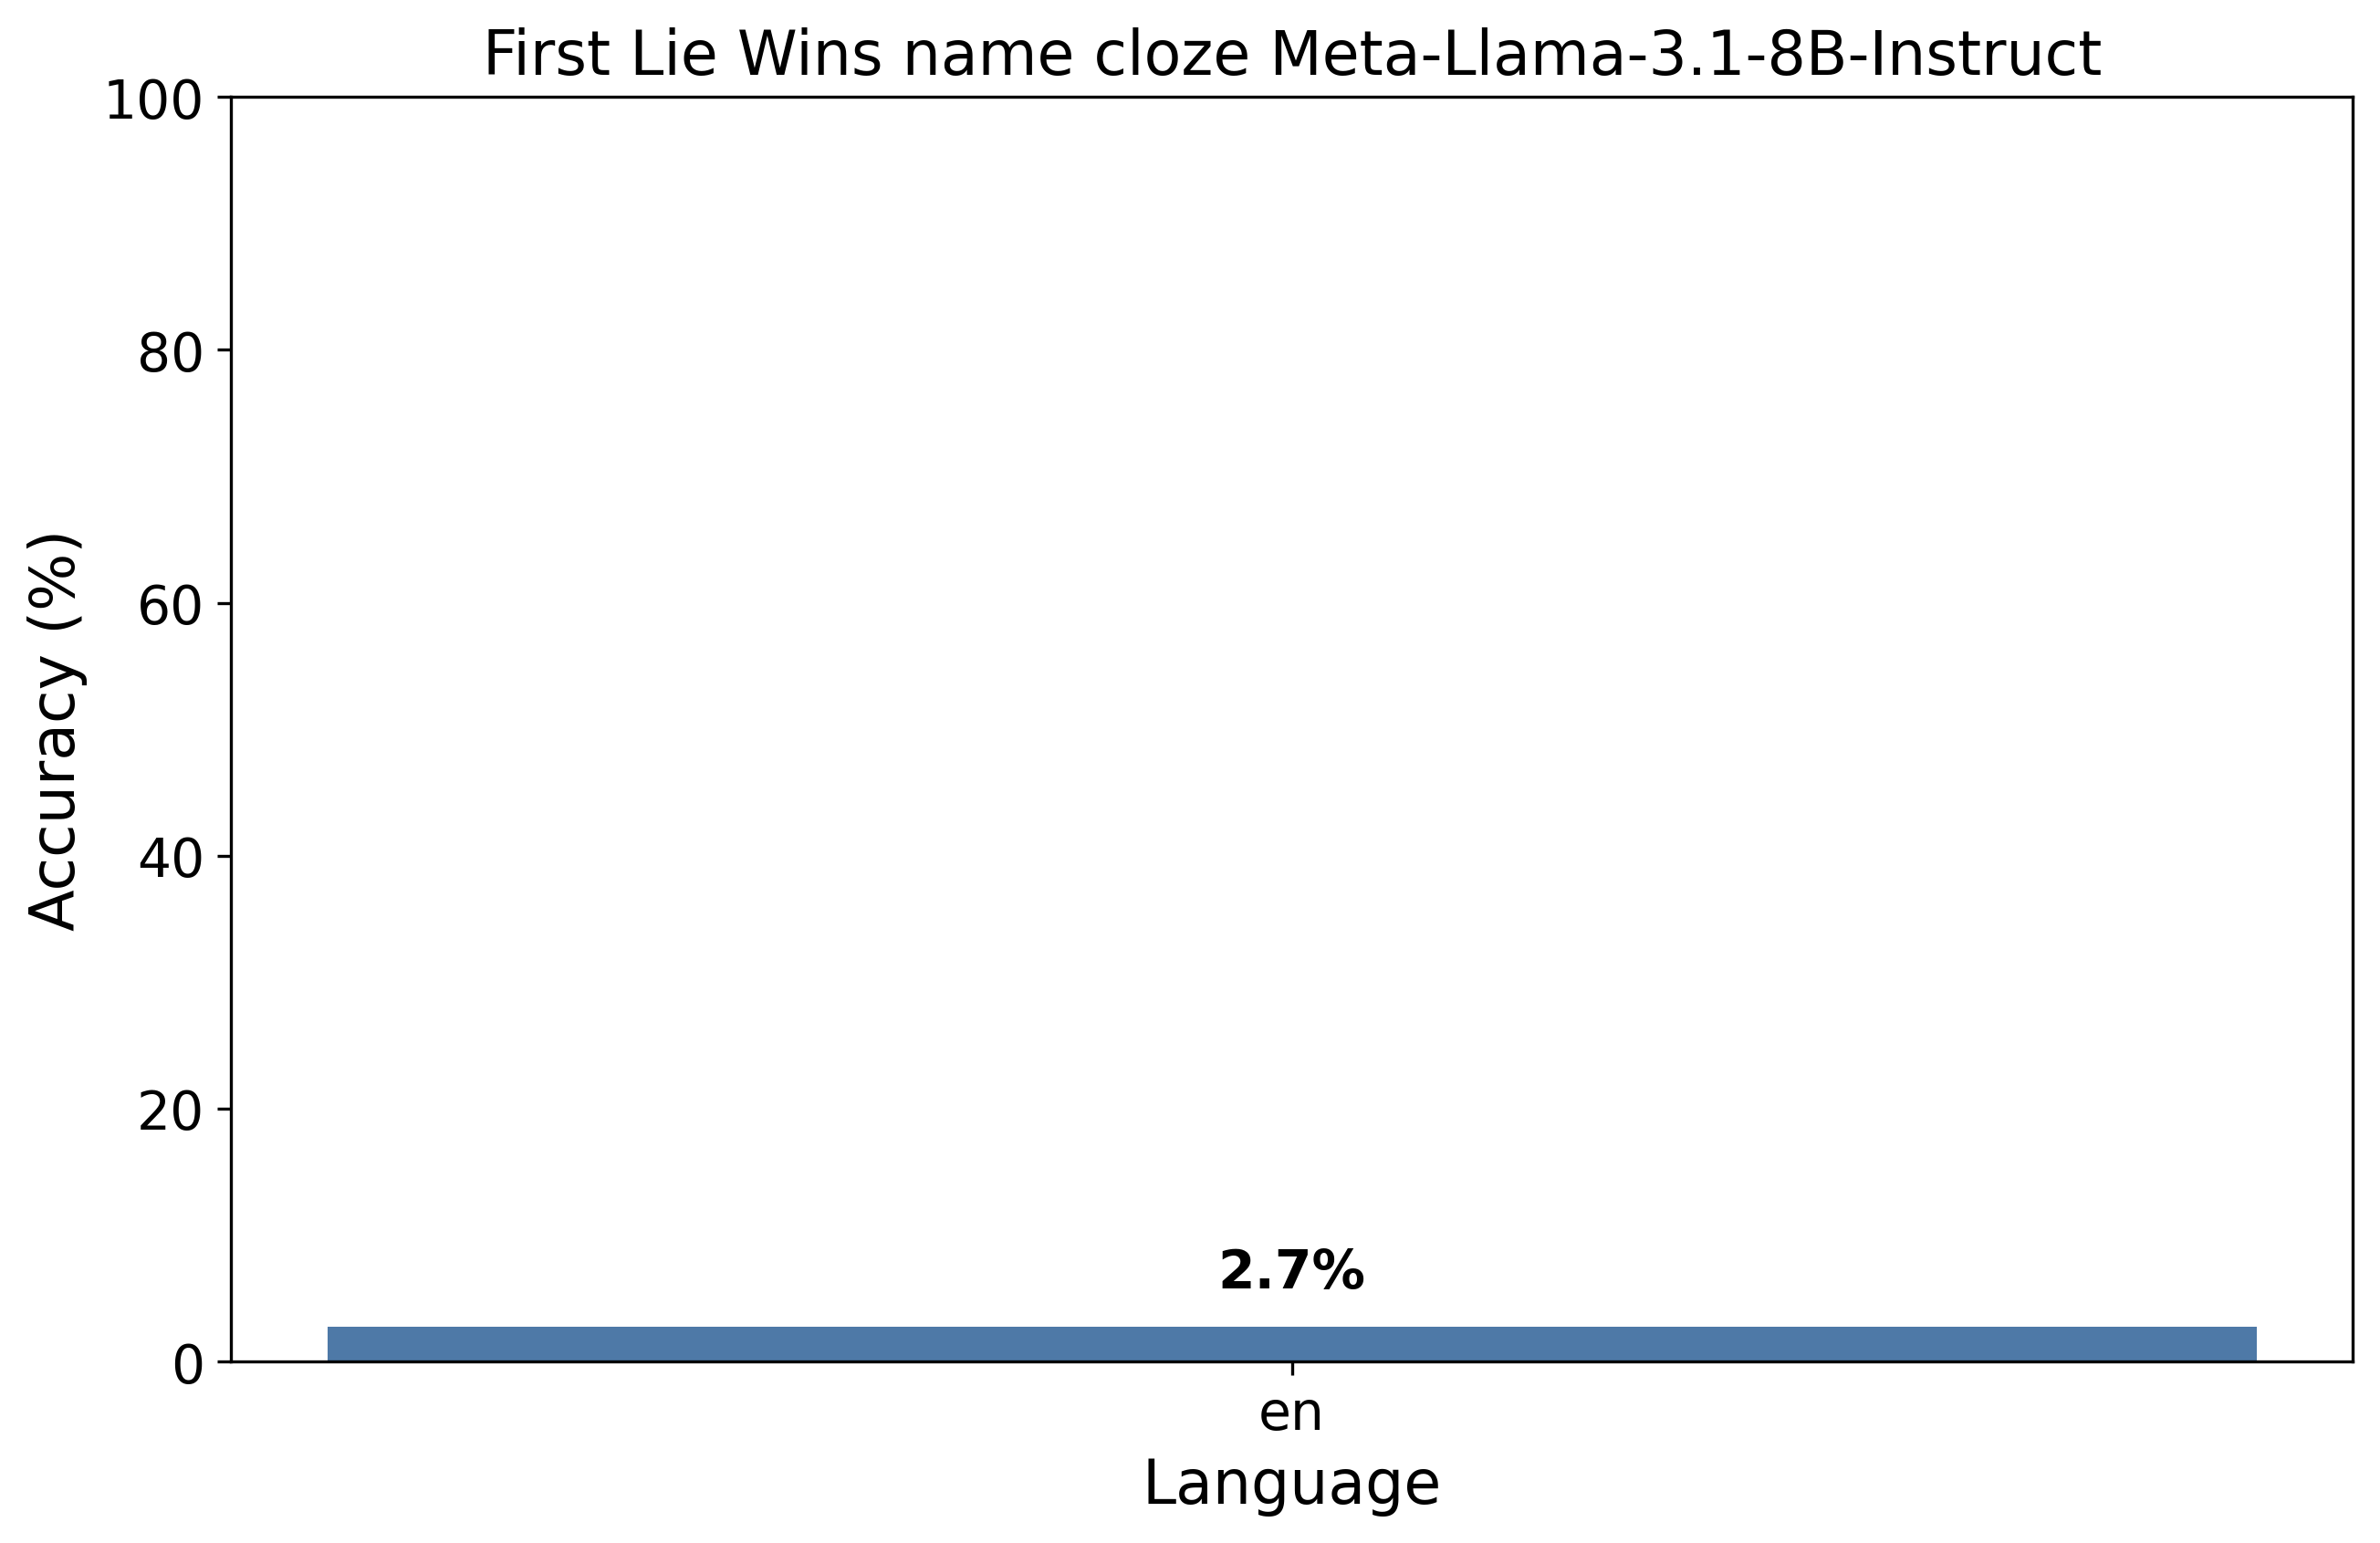 First Lie Wins name cloze Meta-Llama-3.1-8B-Instruct
100
80
60
40
20
0
Accuracy (%)
2.7%
en
Language